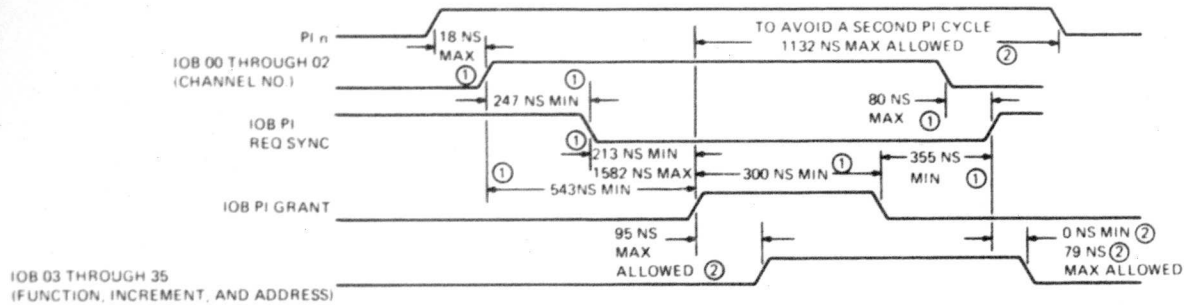 PI n
18 NS
MAX
①
TO AVOID A SECOND PI CYCLE
1132 NS MAX ALLOWED
②
IOB 00 THROUGH 02
(CHANNEL NO.)
247 NS MIN
①
80 NS
MAX ①
IOB PI
REQ SYNC
①
213 NS MIN
1582 NS MAX
①
543NS MIN
300 NS MIN
①
355 NS
MIN ①
IOB PI GRANT
95 NS
MAX
ALLOWED ②
0 NS MIN ②
79 NS ②
MAX ALLOWED
IOB 03 THROUGH 35
(FUNCTION, INCREMENT, AND ADDRESS)